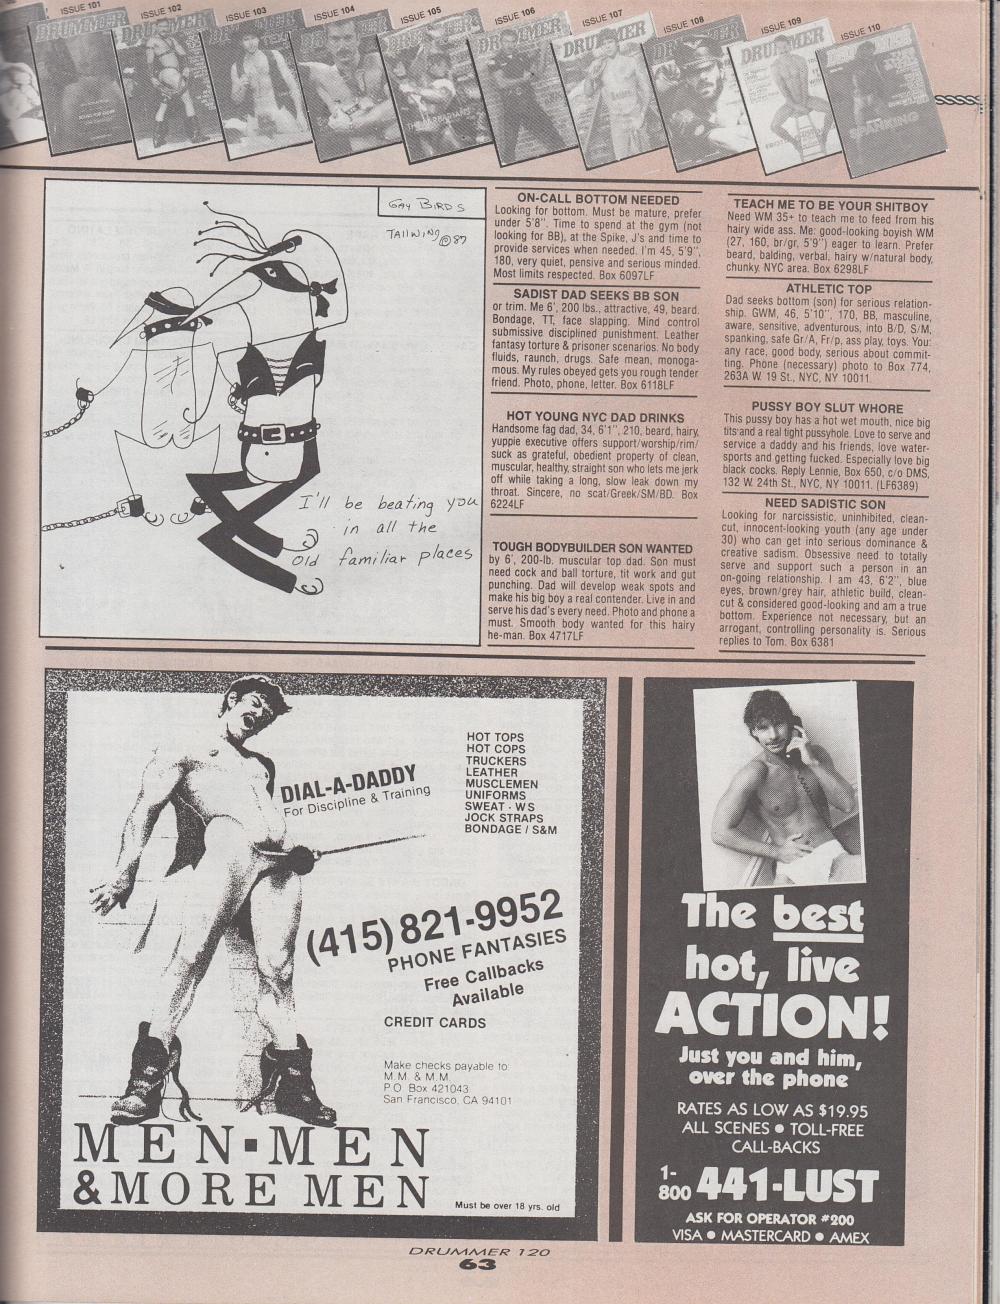 ISSUE 101
ISSUE 102
ISSUE 103
ISSUE 104
ISSUE 105
ISSUE 106
ISSUE 107
ISSUE 108
ISSUE 109
ISSUE 110
DRUMMER
DRUMMER
DRUMMER
DRUMMER
DRUMMER
SPANKING
GAY BIRDS
TAILWIND © 87
I'll be beating you
in all the
old familiar places
ON-CALL BOTTOM NEEDED
Looking for bottom. Must be mature, prefer
under 5'8". Time to spend at the gym (not
looking for BB), at the Spike, J's and time to
provide services when needed. I'm 45, 5'9",
180, very quiet, pensive and serious minded.
Most limits respected. Box 6097LF
SADIST DAD SEEKS BB SON
or trim. Me 6', 200 lbs., attractive, 49, beard.
Bondage, TT, face slapping. Mind control
submissive disciplined punishment. Leather
fantasy torture & prisoner scenarios. No body
fluids, raunch, drugs. Safe mean, monoga-
mous. My rules obeyed gets you rough tender
friend. Photo, phone, letter. Box 6118LF
HOT YOUNG NYC DAD DRINKS
Handsome fag dad, 34, 6'1", 210, beard, hairy,
yuppie executive offers support/worship/rim/
suck as grateful, obedient property of clean,
muscular, healthy, straight son who lets me jerk
off while taking a long, slow leak down my
throat. Sincere, no scat/Greek/SM/BD. Box
6224LF
TOUGH BODYBUILDER SON WANTED
by 6', 200-lb. muscular top dad. Son must
need cock and ball torture, tit work and gut
punching. Dad will develop weak spots and
make his big boy a real contender. Live in and
serve his dad's every need. Photo and phone a
must. Smooth body wanted for this hairy
he-man. Box 4717LF
TEACH ME TO BE YOUR SHITBOY
Need WM 35+ to teach me to feed from his
hairy wide ass. Me: good-looking boyish WM
(27, 160, br/gr, 5'9") eager to learn. Prefer
beard, balding, verbal, hairy w/natural body,
chunky. NYC area. Box 6298LF
ATHLETIC TOP
Dad seeks bottom (son) for serious relation-
ship. GWM, 46, 5'10", 170, BB, masculine,
aware, sensitive, adventurous, into B/D, S/M,
spanking, safe Gr/A, Fr/p, ass play, toys. You:
any race, good body, serious about commit-
ting. Phone (necessary) photo to Box 774,
263A W. 19 St., NYC, NY 10011.
PUSSY BOY SLUT WHORE
This pussy boy has a hot wet mouth, nice big
tits and a real tight pussyhole. Love to serve and
service a daddy and his friends, love water-
sports and getting fucked. Especially love big
black cocks. Reply Lennie, Box 650, c/o DMS,
132 W. 24th St., NYC, NY 10011. (LF6389)
NEED SADISTIC SON
Looking for narcissistic, uninhibited, clean-
cut, innocent-looking youth (any age under
30) who can get into serious dominance &
creative sadism. Obsessive need to totally
serve and support such a person in an
on-going relationship. I am 43, 6'2", blue
eyes, brown/grey hair, athletic build, clean-
cut & considered good-looking and am a true
bottom. Experience not necessary, but an
arrogant, controlling personality is. Serious
replies to Tom. Box 6381
DIAL-A-DADDY
For Discipline & Training
HOT TOPS
HOT COPS
TRUCKERS
LEATHER
MUSCLEMEN
UNIFORMS
SWEAT · WS
JOCK STRAPS
BONDAGE / S&M
(415) 821-9952
PHONE FANTASIES
Free Callbacks
Available
CREDIT CARDS
Make checks payable to:
M.M. & M.M.
P.O. Box 421043
San Francisco, CA 94101
MEN·MEN
& MORE MEN
Must be over 18 yrs. old
The best
hot, live
ACTION!
Just you and him,
over the phone
RATES AS LOW AS $19.95
ALL SCENES ● TOLL-FREE
CALL-BACKS
1-
800 441-LUST
ASK FOR OPERATOR #200
VISA ● MASTERCARD ● AMEX
DRUMMER 120
63